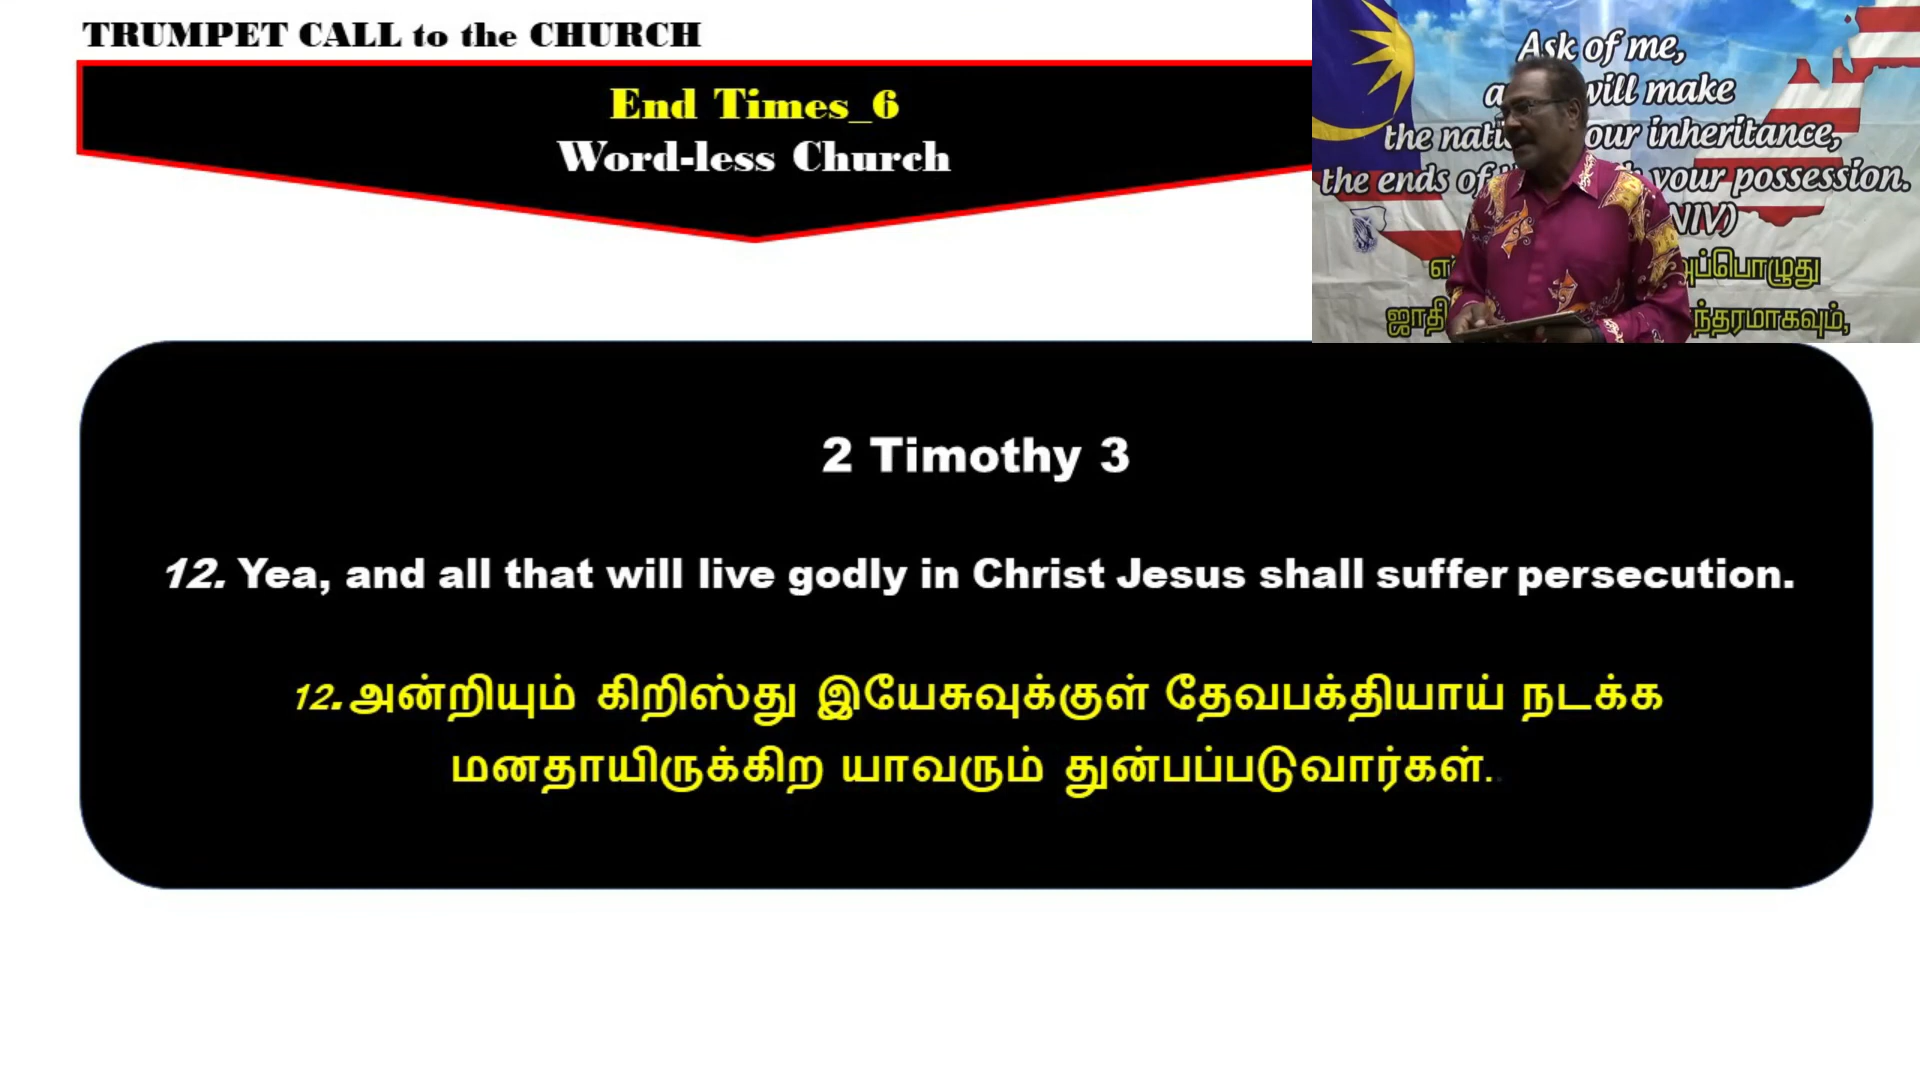 TRUMPET CALL to the CHURCH
End Times_6
Word-less Church
Ask of me,
will make
the our inheritance,
the ends of your possession.
NIV)
அப்பொழுது
2 Timothy 3
12. Yea, and all that will live godly in Christ Jesus shall suffer persecution.
12. அன்றியும் கிறிஸ்து இயேசுவுக்குள் தேவபக்தியாய் நடக்க
மனதாயிருக்கிற யாவரும் துன்பப்படுவார்கள்..